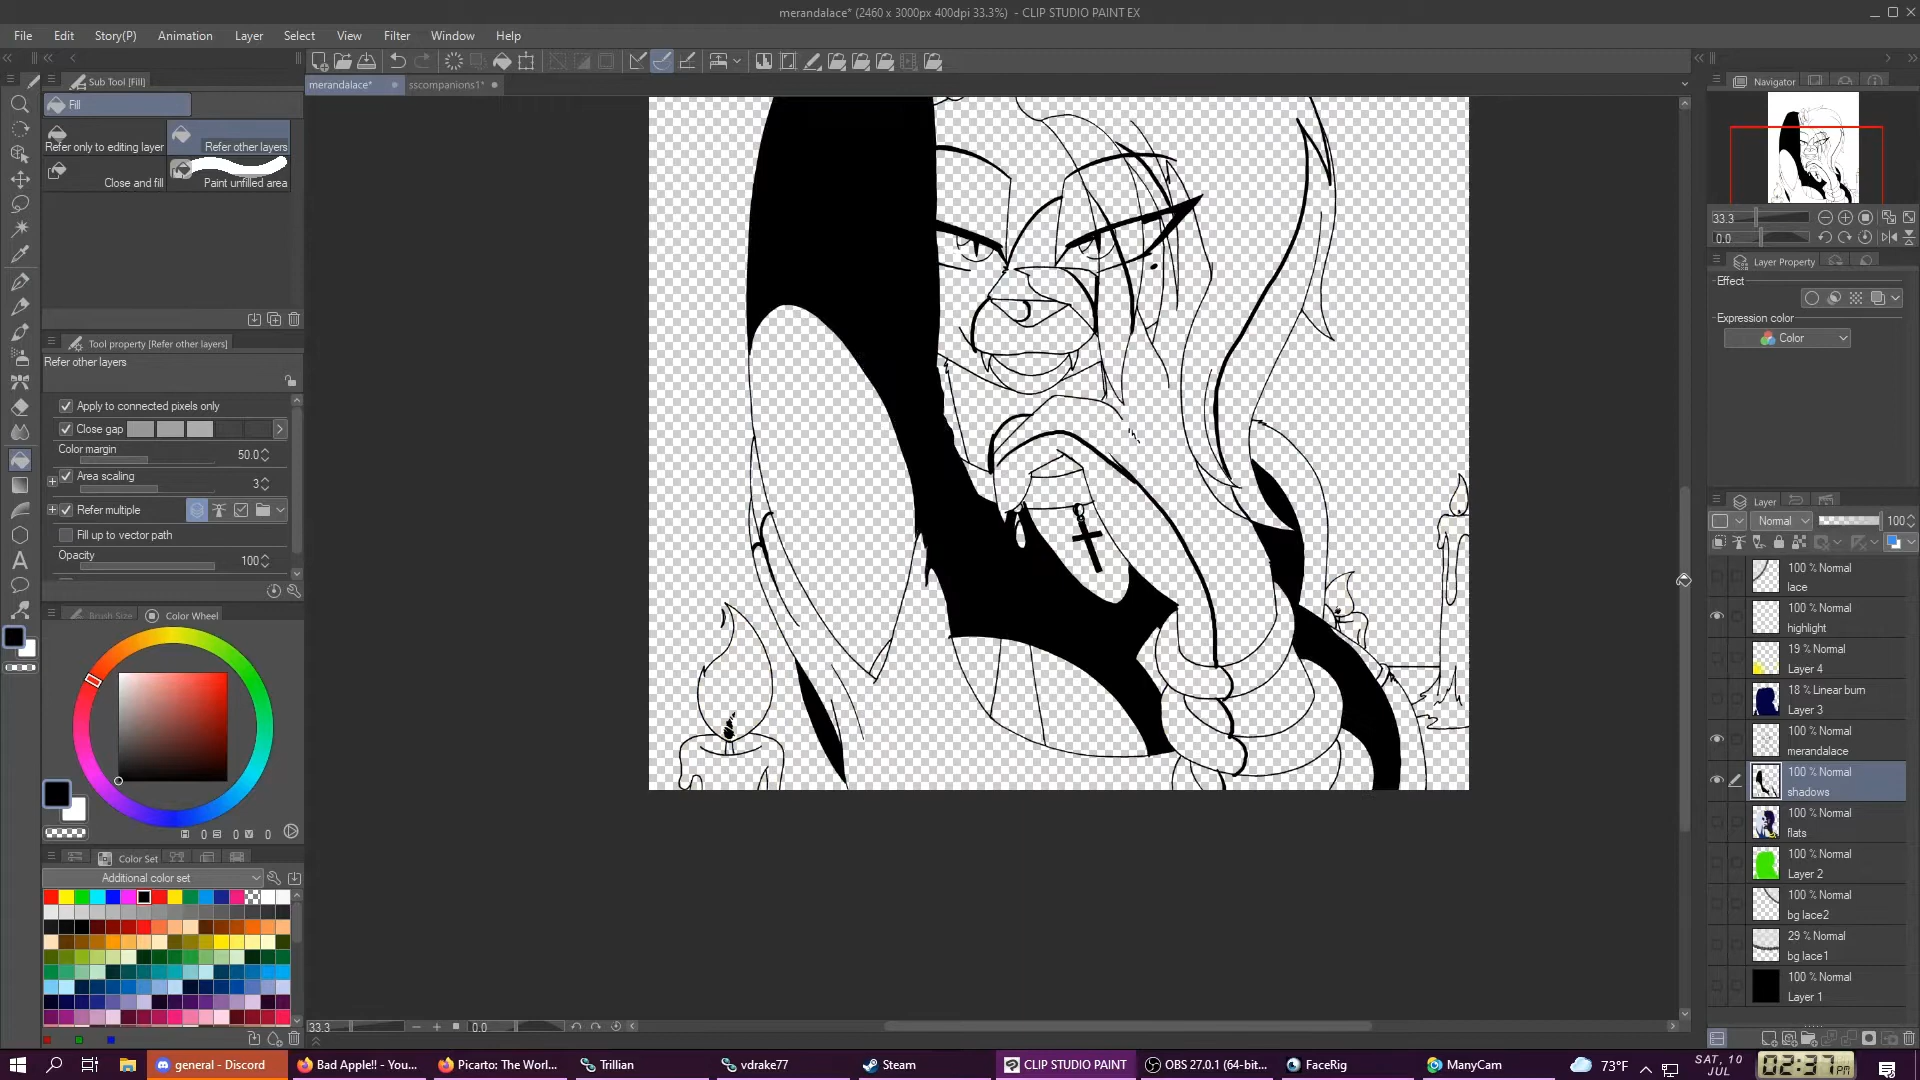 merandalace* (2460 x 3000px 400dpi 33.3%) - CLIP STUDIO PAINT EX
File Edit Story(P) Animation Layer Select View Filter Window Help
Sub Tool [Fill]
merandalace*
sscompanions1*
Navigator
Fill
Refer only to editing layer
Refer other layers
Close and fill
Paint unfilled area
33.3
0.0
Layer Property
Effect
Expression color
Color
Tool property [Refer other layers]
Refer other layers
Apply to connected pixels only
Close gap
Color margin
50.0
Area scaling
3
Refer multiple
Fill up to vector path
Opacity
100
Layer
Normal
100
100 % Normal
lace
100 % Normal
highlight
19 % Normal
Layer 4
18 % Linear burn
Layer 3
100 % Normal
merandalace
100 % Normal
shadows
100 % Normal
flats
100 % Normal
Layer 2
100 % Normal
bg lace2
29 % Normal
bg lace1
100 % Normal
Layer 1
Brush Size
Color Wheel
H 0 S 0 V 0
Color Set
Additional color set
33.3
0.0
general - Discord
Bad Apple!! - You...
Picarto: The Worl...
Trillian
vdrake77
Steam
CLIP STUDIO PAINT
OBS 27.0.1 (64-bit...
FaceRig
ManyCam
73°F
SAT, 10
JUL
02:37 PM